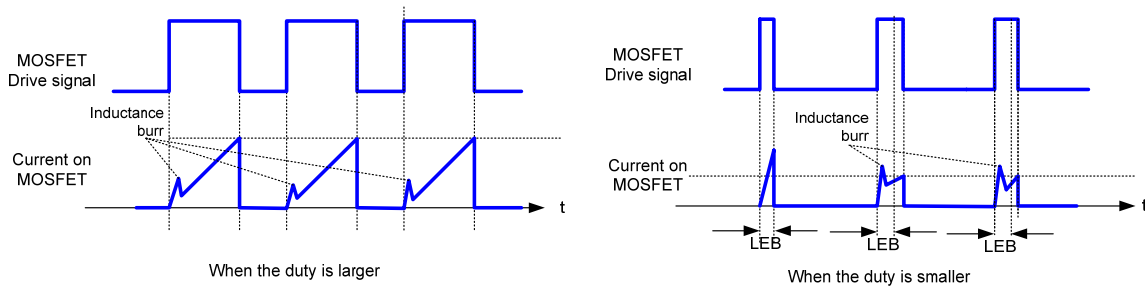 MOSFET
Drive signal
Inductance
burr
Current on
MOSFET
t
When the duty is larger
MOSFET
Drive signal
Inductance
burr
Current on
MOSFET
t
LEB
LEB
LEB
When the duty is smaller